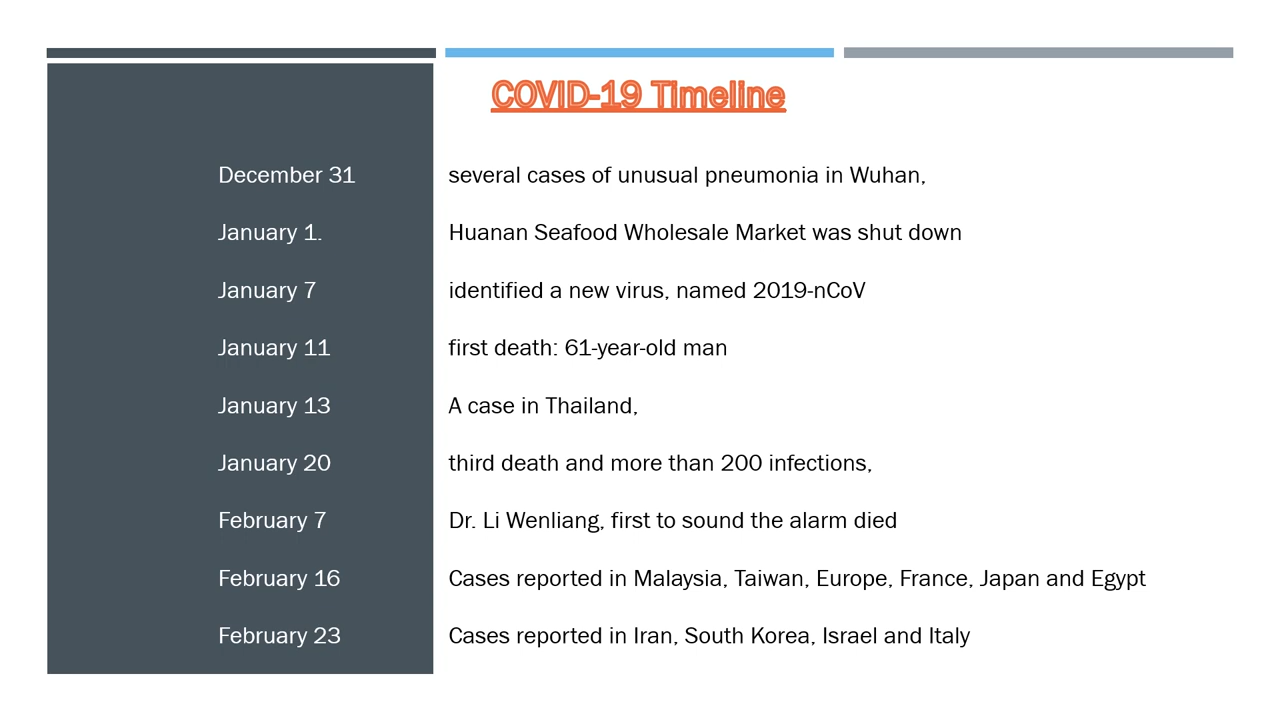 COVID-19 Timeline
December 31 several cases of unusual pneumonia in Wuhan,
January 1. Huanan Seafood Wholesale Market was shut down
January 7 identified a new virus, named 2019-nCoV
January 11 first death: 61-year-old man
January 13 A case in Thailand,
January 20 third death and more than 200 infections,
February 7 Dr. Li Wenliang, first to sound the alarm died
February 16 Cases reported in Malaysia, Taiwan, Europe, France, Japan and Egypt
February 23 Cases reported in Iran, South Korea, Israel and Italy